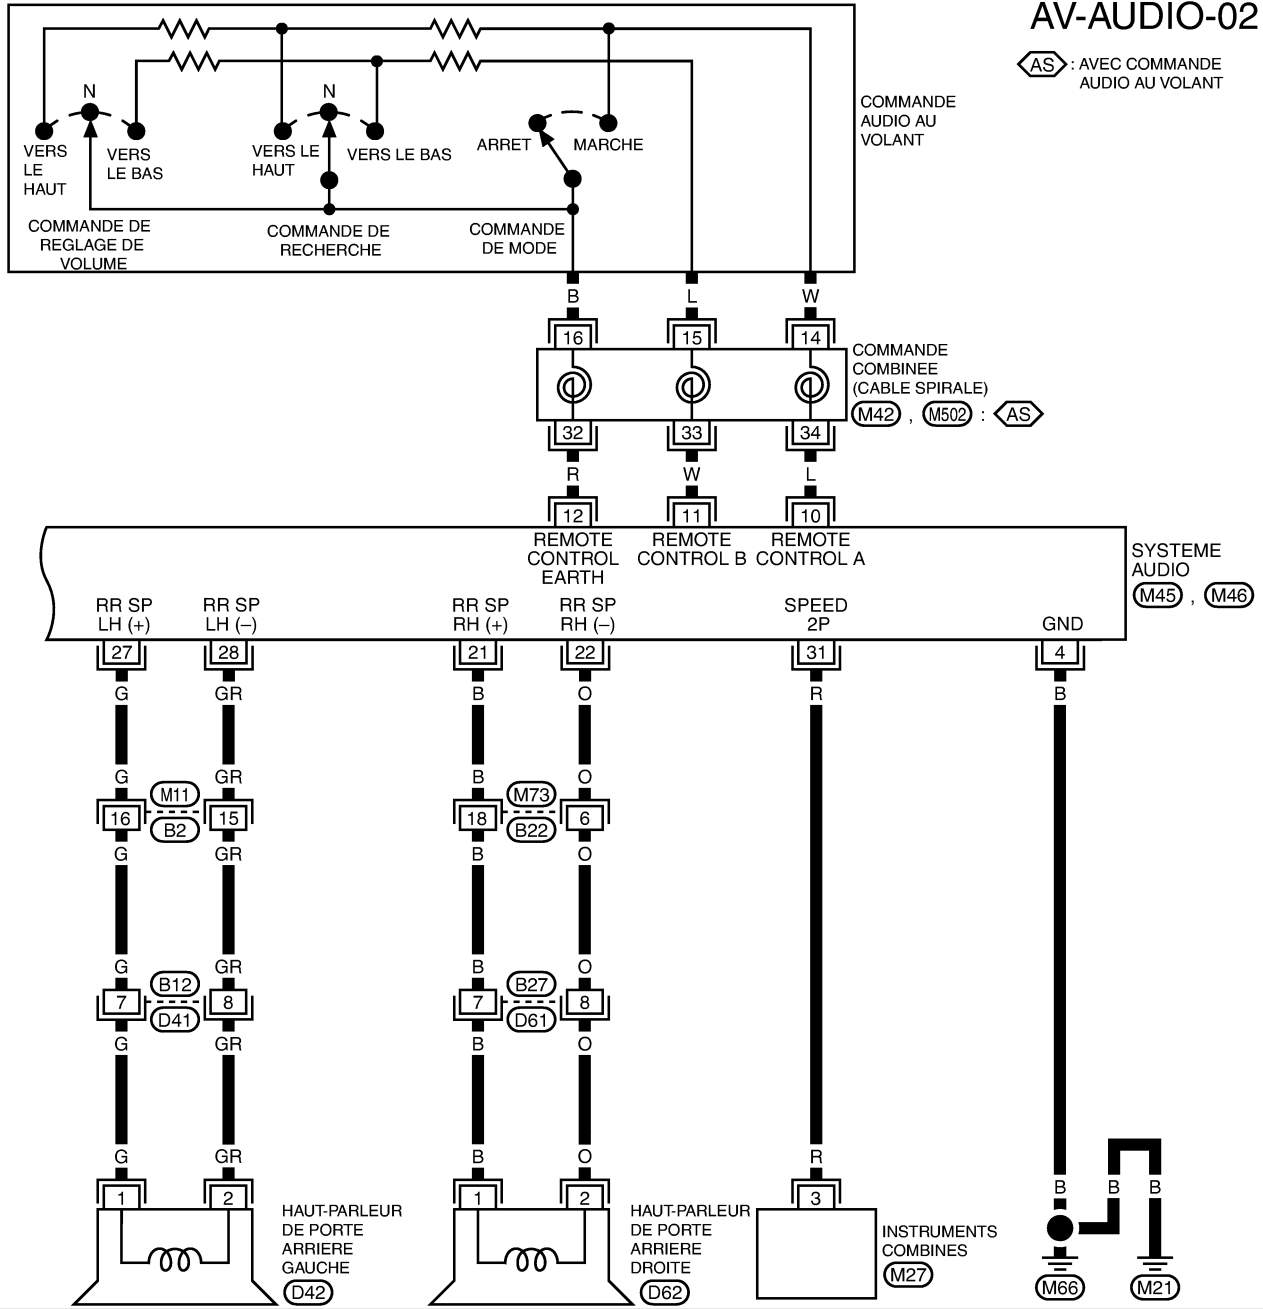 AV-AUDIO-02
AS : AVEC COMMANDE
AUDIO AU VOLANT
COMMANDE
AUDIO AU
VOLANT
N
N
VERS
LE
HAUT
VERS
LE BAS
VERS LE
HAUT
VERS LE BAS
ARRET
MARCHE
COMMANDE DE
REGLAGE DE
VOLUME
COMMANDE DE
RECHERCHE
COMMANDE
DE MODE
B L W
16 15 14
COMMANDE
COMBINEE
(CABLE SPIRALE)
M42 , M502 : AS
32 33 34
R W L
12 11 10
REMOTE
CONTROL
EARTH
REMOTE
CONTROL B
REMOTE
CONTROL A
SYSTEME
AUDIO
M45 , M46
RR SP
LH (+)
RR SP
LH (–)
RR SP
RH (+)
RR SP
RH (–)
SPEED
2P
GND
27 28 21 22 31 4
G GR B O R B
G GR B O
M11 M73
16 15 18 6
B2 B22
G GR B O
G GR B O
B12 B27
7 8 7 8
D41 D61
G GR B O
G GR B O R
B B B
1 2 1 2 3
HAUT-PARLEUR
DE PORTE
ARRIERE
GAUCHE
D42
HAUT-PARLEUR
DE PORTE
ARRIERE
DROITE
D62
INSTRUMENTS
COMBINES
M27
M66 M21